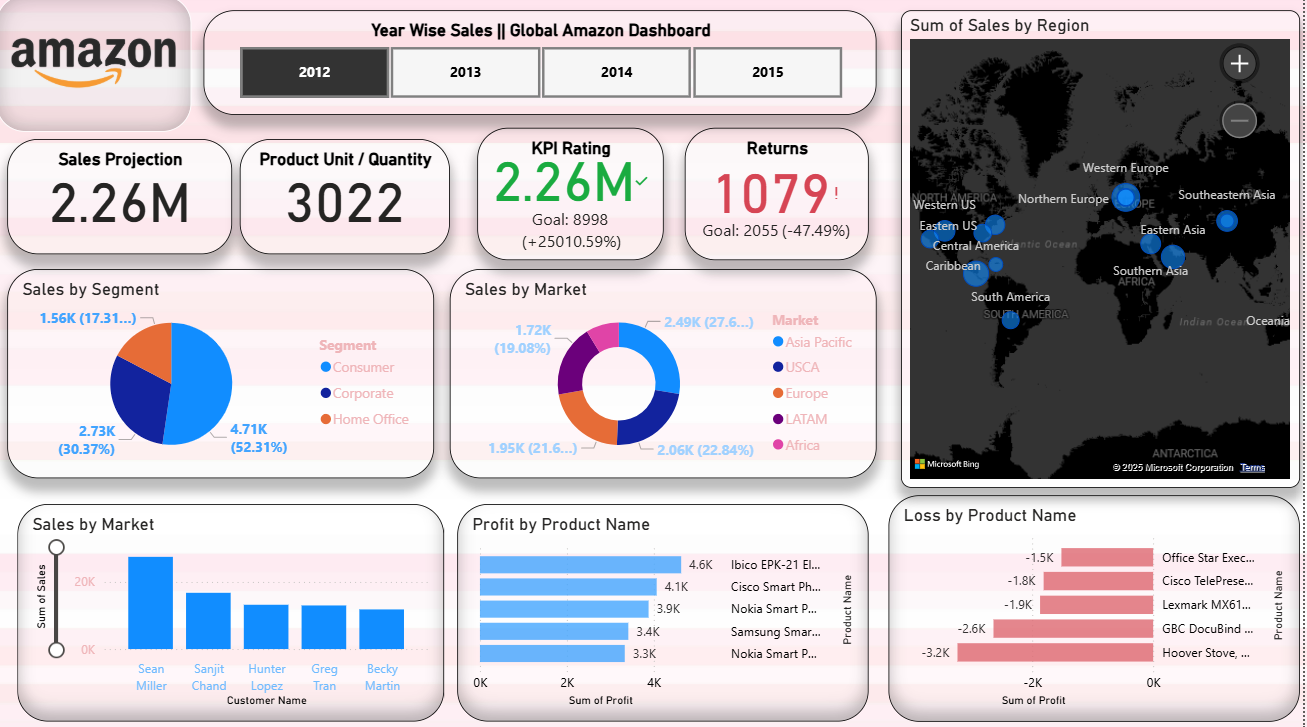 amazon
Year Wise Sales || Global Amazon Dashboard
2012
2013
2014
2015
Sales Projection
2.26M
Product Unit / Quantity
3022
KPI Rating
2.26M
Goal: 8998
(+25010.59%)
Returns
1079!
Goal: 2055 (-47.49%)
Sum of Sales by Region
+
−
Western Europe
NORTH AMERICA
Western US
Northern Europe
EUROPE
Southeastern Asia
Eastern US
Eastern Asia
Central America
Atlantic Ocean
Caribbean
Southern Asia
AFRICA
South America
SOUTH AMERICA
Indian Ocean
Oceania
ANTARCTICA
Microsoft Bing
© 2025 Microsoft Corporation Terms
Sales by Segment
1.56K (17.31...)
2.73K
(30.37%)
4.71K
(52.31%)
Segment
Consumer
Corporate
Home Office
Sales by Market
1.72K
(19.08%)
2.49K (27.6...)
1.95K (21.6...)
2.06K (22.84%)
Market
Asia Pacific
USCA
Europe
LATAM
Africa
Sales by Market
Sum of Sales
20K
0K
Sean
Miller
Sanjit
Chand
Hunter
Lopez
Greg
Tran
Becky
Martin
Customer Name
Profit by Product Name
4.6K Ibico EPK-21 El...
4.1K Cisco Smart Ph...
3.9K Nokia Smart P...
3.4K Samsung Smar...
3.3K Nokia Smart P...
0K 2K 4K
Sum of Profit
Product Name
Loss by Product Name
-1.5K Office Star Exec...
-1.8K Cisco TelePrese...
-1.9K Lexmark MX61...
-2.6K GBC DocuBind ...
-3.2K Hoover Stove, ...
-2K 0K
Sum of Profit
Product Name